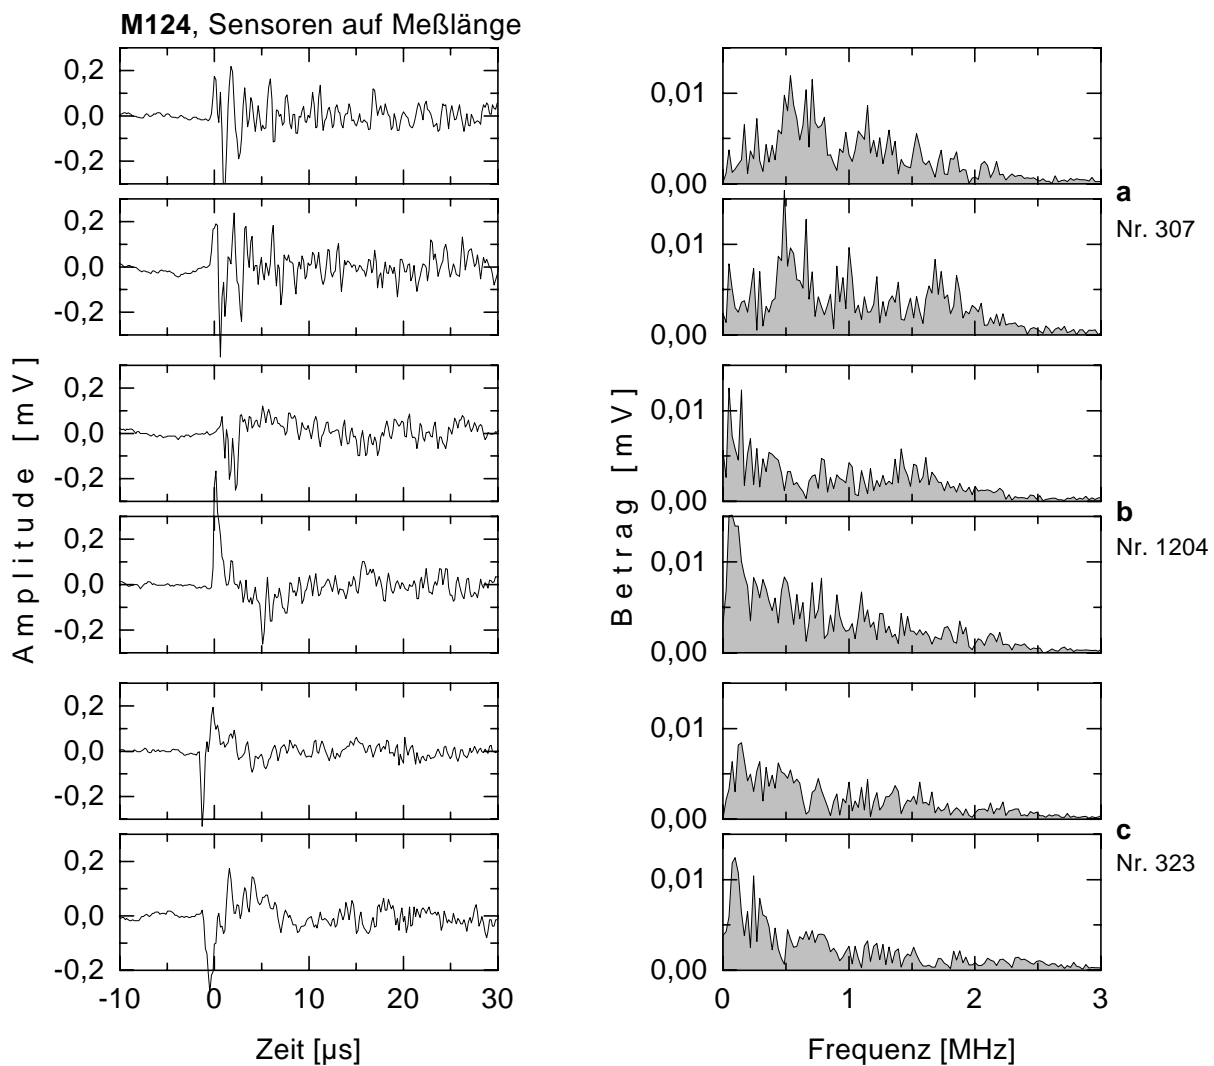 M124, Sensoren auf Meßlänge
0,2
0,0
-0,2
0,01
0,00
a
Nr. 307
0,2
0,0
-0,2
0,01
0,00
0,2
0,0
-0,2
0,01
0,00
b
Nr. 1204
0,2
0,0
-0,2
0,01
0,00
0,2
0,0
-0,2
0,01
0,00
c
Nr. 323
0,2
0,0
-0,2
0,01
0,00
Amplitude [mV]
Betrag [mV]
-10 0 10 20 30
0 1 2 3
Zeit [µs]
Frequenz [MHz]